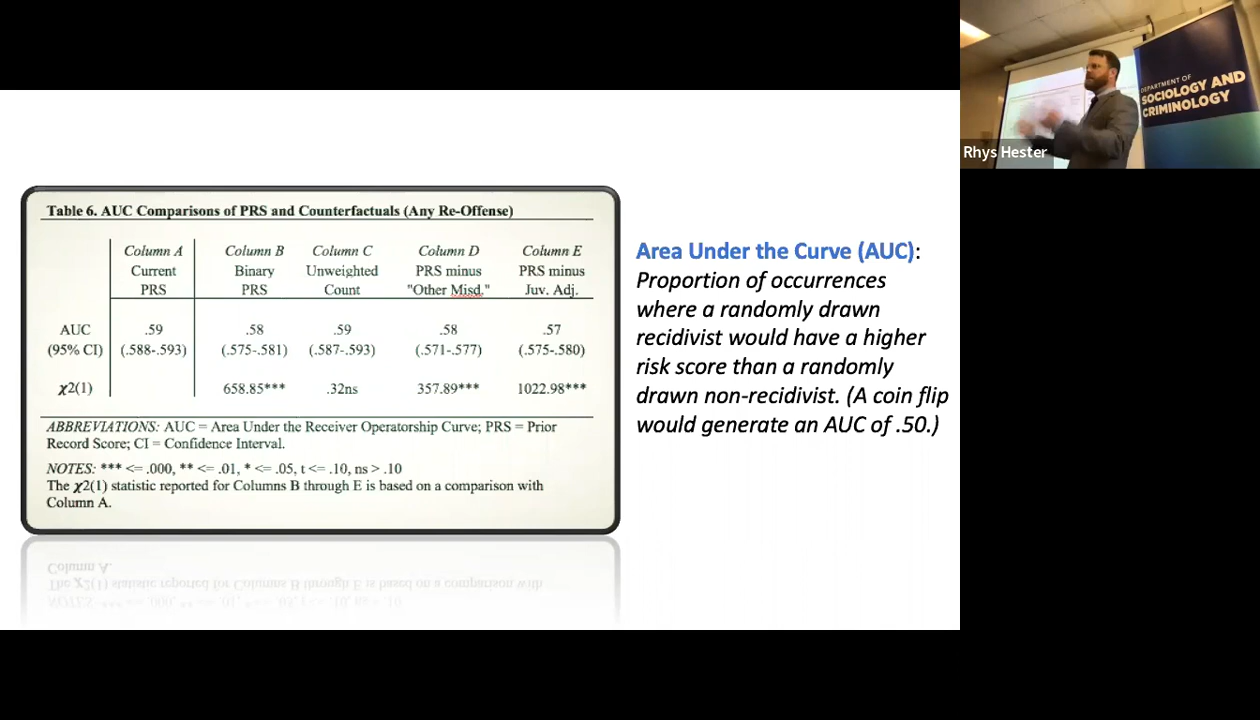 Table 6. AUC Comparisons of PRS and Counterfactuals (Any Re-Offense)
Column A Column B Column C Column D Column E
Current Binary Unweighted PRS minus PRS minus
PRS PRS Count "Other Misd." Juv. Adj.
AUC .59 .58 .59 .58 .57
(95% CI) (.588-.593) (.575-.581) (.587-.593) (.571-.577) (.575-.580)
χ2(1) 658.85*** .32ns 357.89*** 1022.98***
ABBREVIATIONS: AUC = Area Under the Receiver Operatorship Curve; PRS = Prior
Record Score; CI = Confidence Interval.
NOTES: *** <= .000, ** <= .01, * <= .05, t <= .10, ns > .10
The χ2(1) statistic reported for Columns B through E is based on a comparison with
Column A.
Area Under the Curve (AUC):
Proportion of occurrences
where a randomly drawn
recidivist would have a higher
risk score than a randomly
drawn non-recidivist. (A coin flip
would generate an AUC of .50.)
DEPARTMENT OF
SOCIOLOGY AND
CRIMINOLOGY
Rhys Hester